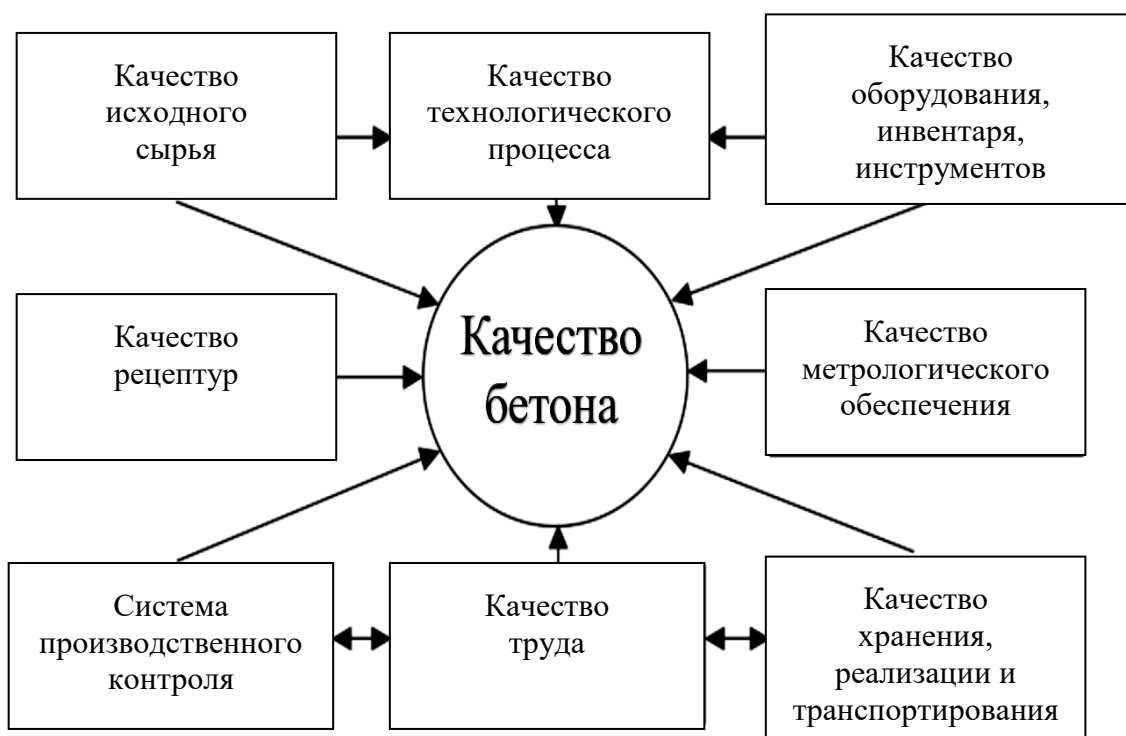 Качество
исходного
сырья
Качество
технологического
процесса
Качество
оборудования,
инвентаря,
инструментов
Качество
рецептур
Качество
бетона
Качество
метрологического
обеспечения
Система
производственного
контроля
Качество
труда
Качество
хранения,
реализации и
транспортирования